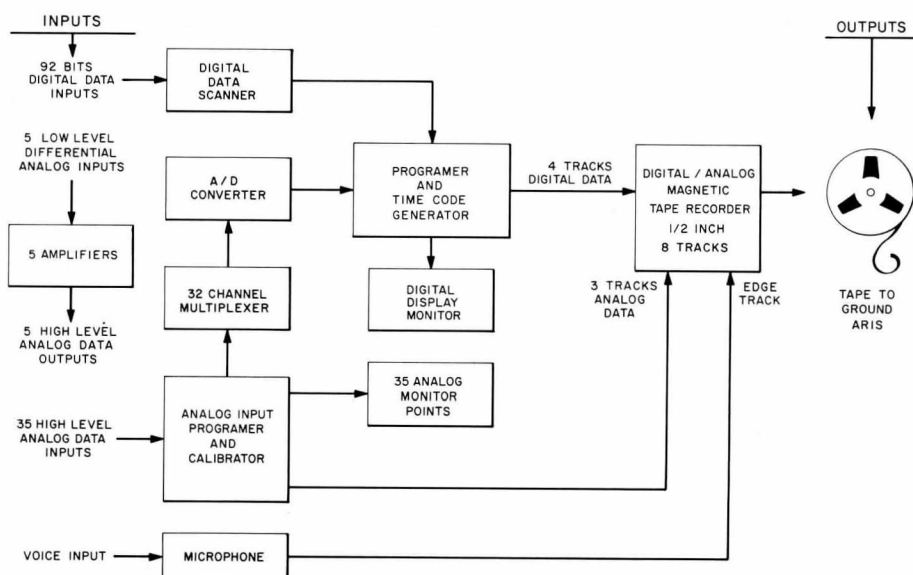 INPUTS
92 BITS
DIGITAL DATA
INPUTS
DIGITAL
DATA
SCANNER
5 LOW LEVEL
DIFFERENTIAL
ANALOG INPUTS
5 AMPLIFIERS
5 HIGH LEVEL
ANALOG DATA
OUTPUTS
35 HIGH LEVEL
ANALOG DATA
INPUTS
VOICE INPUT
A/D
CONVERTER
32 CHANNEL
MULTIPLEXER
ANALOG INPUT
PROGRAMER
AND
CALIBRATOR
MICROPHONE
PROGRAMER
AND
TIME CODE
GENERATOR
DIGITAL
DISPLAY
MONITOR
35 ANALOG
MONITOR
POINTS
4 TRACKS
DIGITAL DATA
DIGITAL / ANALOG
MAGNETIC
TAPE RECORDER
1/2 INCH
8 TRACKS
3 TRACKS
ANALOG
DATA
EDGE
TRACK
OUTPUTS
TAPE TO
GROUND
ARIS